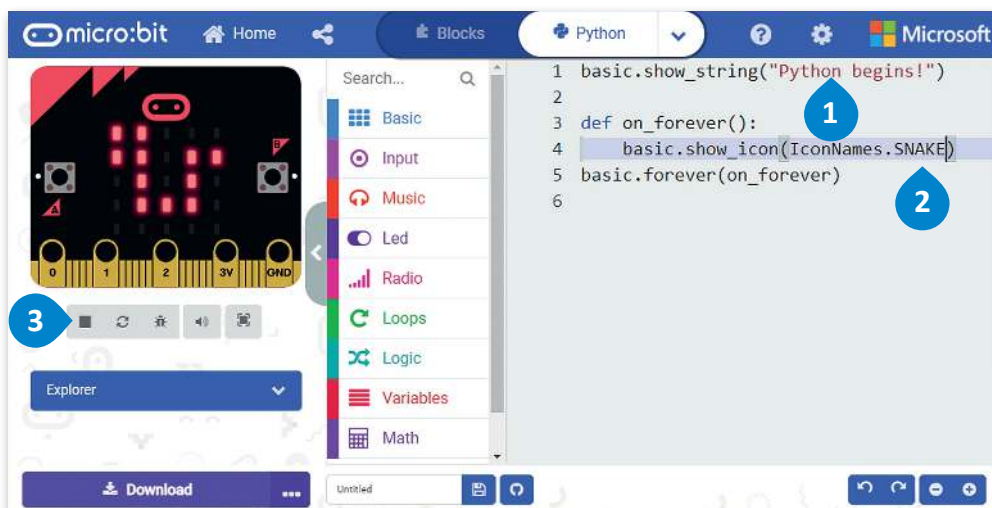 micro:bit Home Blocks Python Microsoft
Search...
Basic
Input
Music
Led
Radio
Loops
Logic
Variables
Math
1 basic.show_string("Python begins!")
2
3 def on_forever():
4 basic.show_icon(IconNames.SNAKE)
5 basic.forever(on_forever)
6
1
2
B
A
0 1 2 3V GND
3
Explorer
Download
Untitled